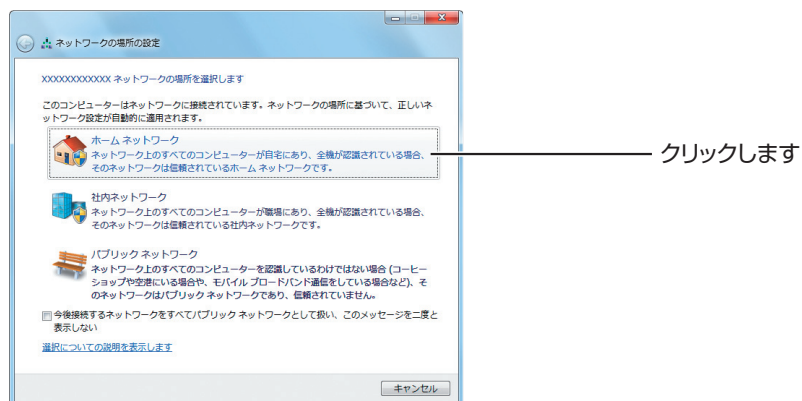 ネットワークの場所の設定
XXXXXXXXXXXX ネットワークの場所を選択します
このコンピューターはネットワークに接続されています。ネットワークの場所に基づいて、正しいネ
ットワーク設定が自動的に適用されます。
ホーム ネットワーク
ネットワーク上のすべてのコンピューターが自宅にあり、全機が認識されている場合、
そのネットワークは信頼されているホーム ネットワークです。
クリックします
社内ネットワーク
ネットワーク上のすべてのコンピューターが職場にあり、全機が認識されている場合、
そのネットワークは信頼されている社内ネットワークです。
パブリック ネットワーク
ネットワーク上のすべてのコンピューターを認識しているわけではない場合 (コーヒー
ショップや空港にいる場合や、モバイル ブロードバンド通信をしている場合など)、そ
のネットワークはパブリック ネットワークであり、信頼されていません。
今後接続するネットワークをすべてパブリック ネットワークとして扱い、このメッセージを二度と
表示しない
選択についての説明を表示します
キャンセル